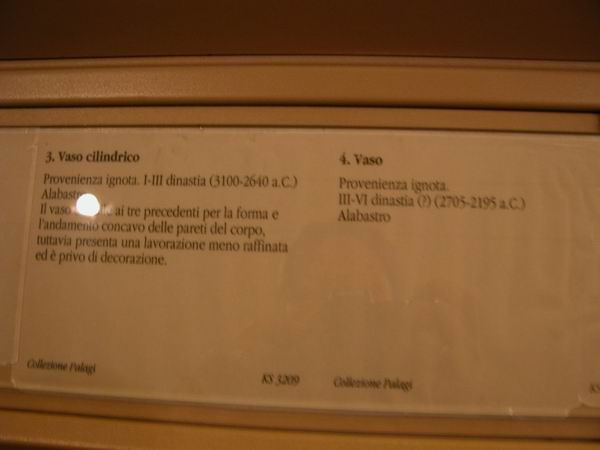 3. Vaso cilindrico
Provenienza ignota. I-III dinastia (3100-2640 a.C.)
Il vaso ai tre precedenti per la forma e
l'andamento concavo delle pareti del corpo,
tuttavia presenta una lavorazione meno raffinata
ed è privo di decorazione.
Collezione Palagi
KS 3209
4. Vaso
Provenienza ignota.
III-VI dinastia (?) (2705-2195 a.C.)
Alabastro
Collezione Palagi